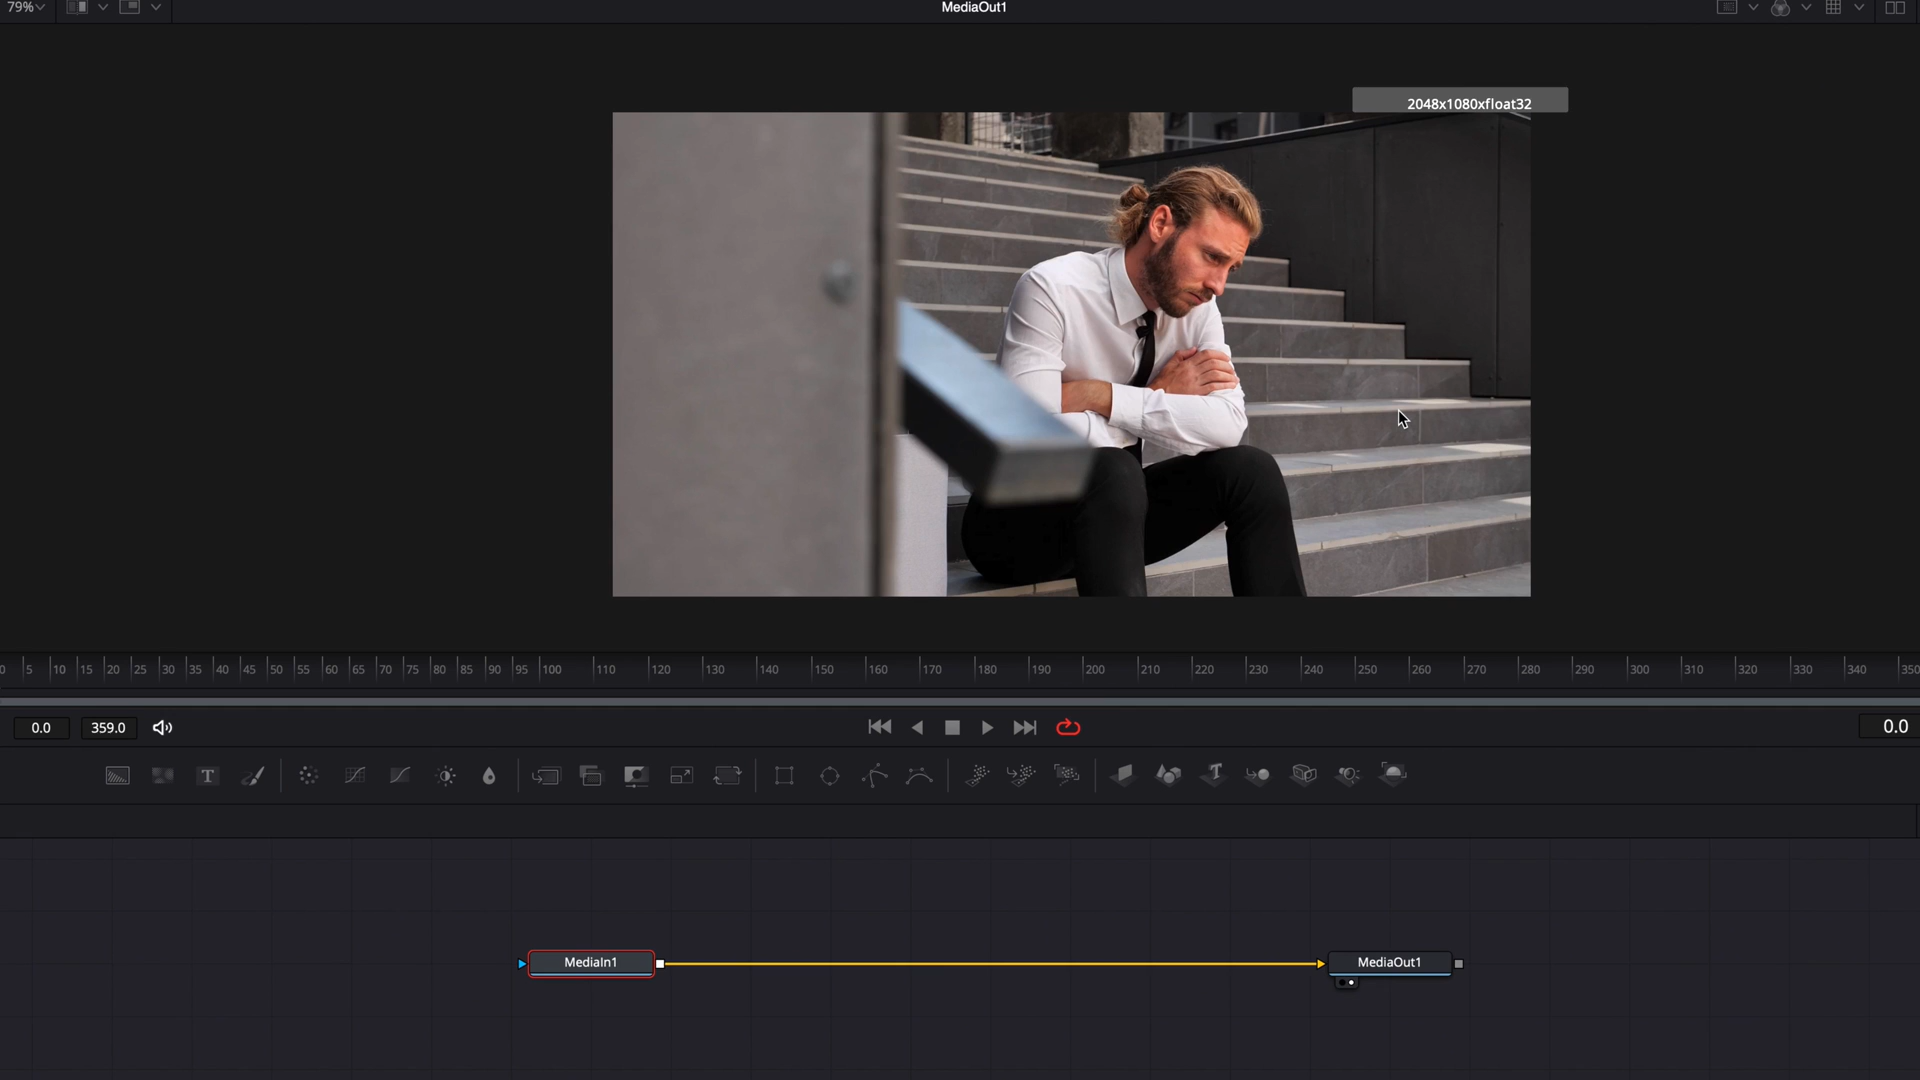 79%
MediaOut1
2048x1080xfloat32
0 5 10 15 20 25 30 35 40 45 50 55 60 65 70 75 80 85 90 95 100 110 120 130 140 150 160 170 180 190 200 210 220 230 240 250 260 270 280 290 300 310 320 330 340 350
0.0 359.0 0.0
T T
MediaIn1 MediaOut1